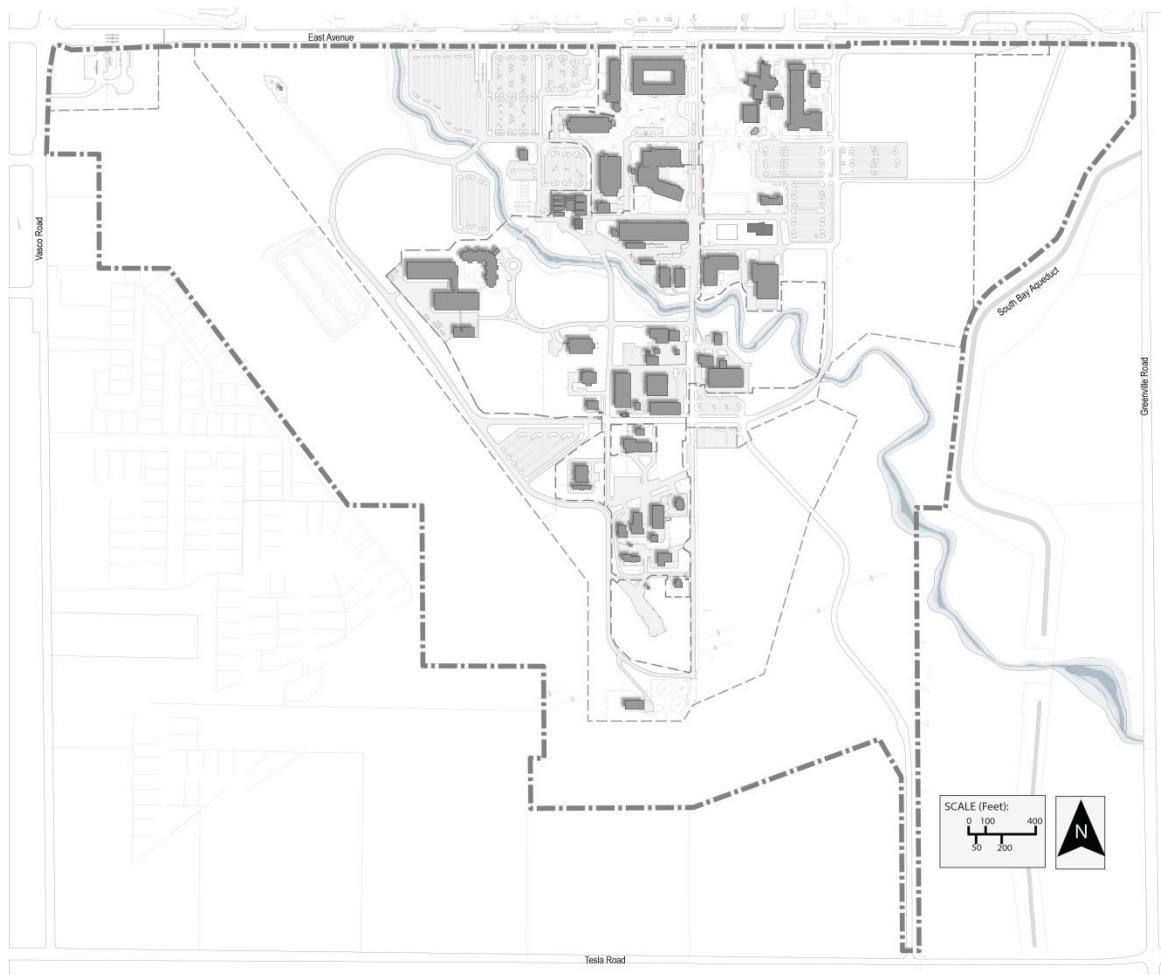 East Avenue
Vasco Road
South Bay Aqueduct
Greenville Road
SCALE (Feet):
0 100 400
50 200
N
Tesla Road